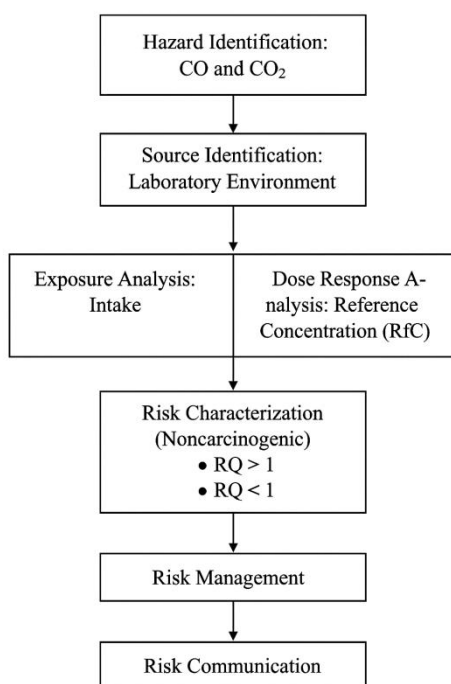 Hazard Identification:
CO and CO₂
Source Identification:
Laboratory Environment
Exposure Analysis:
Intake
Dose Response A-
nalysis: Reference
Concentration (RfC)
Risk Characterization
(Noncarcinogenic)
• RQ > 1
• RQ < 1
Risk Management
Risk Communication